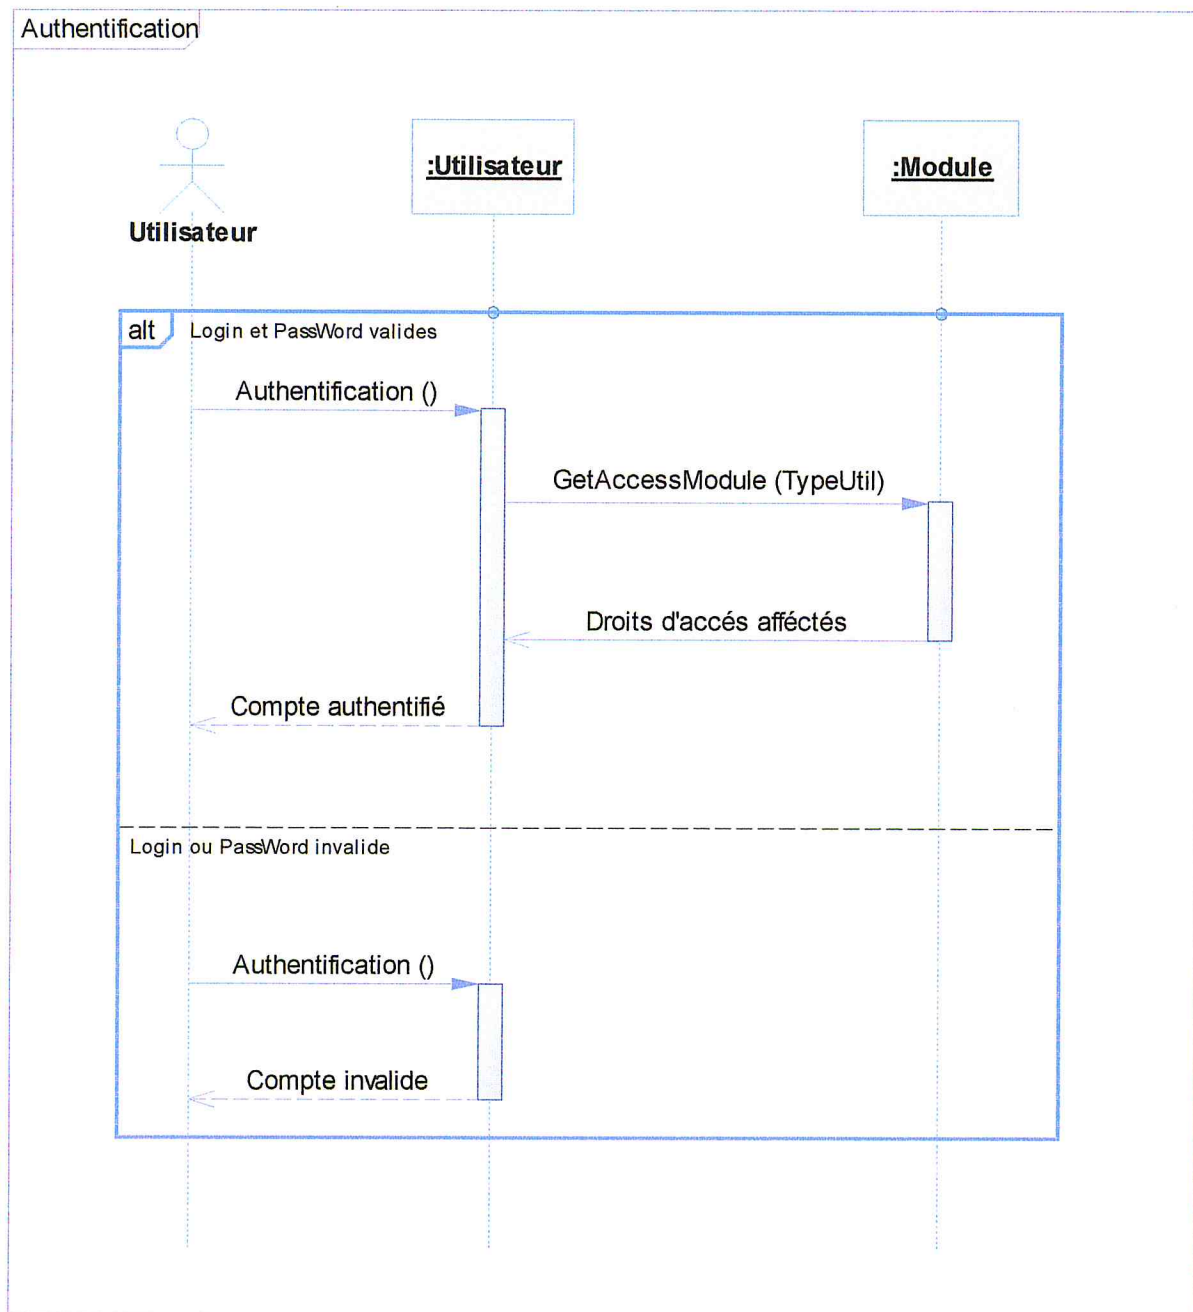 Authentification
:Utilisateur
:Module
Utilisateur
alt
Login et PassWord valides
Authentification ()
GetAccessModule (TypeUtil)
Droits d'accés afféctés
Compte authentifié
Login ou PassWord invalide
Authentification ()
Compte invalide